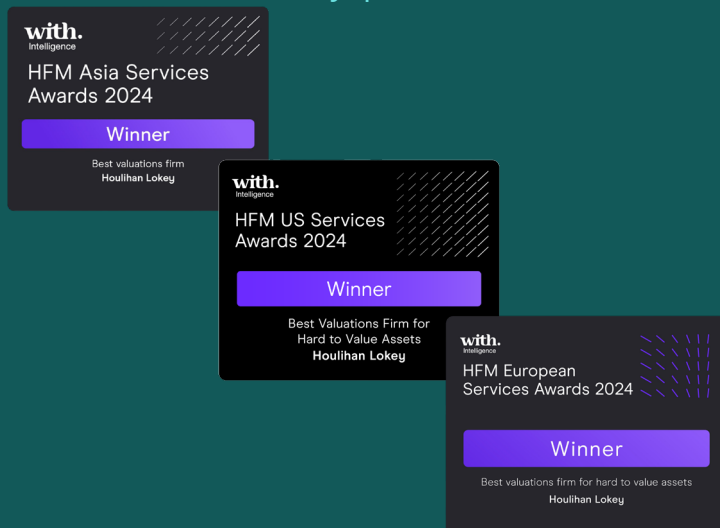 with.
Intelligence
HFM Asia Services
Awards 2024
Winner
Best valuations firm
Houlihan Lokey
with.
Intelligence
HFM US Services
Awards 2024
Winner
Best Valuations Firm for
Hard to Value Assets
Houlihan Lokey
with.
Intelligence
HFM European
Services Awards 2024
Winner
Best valuations firm for hard to value assets
Houlihan Lokey